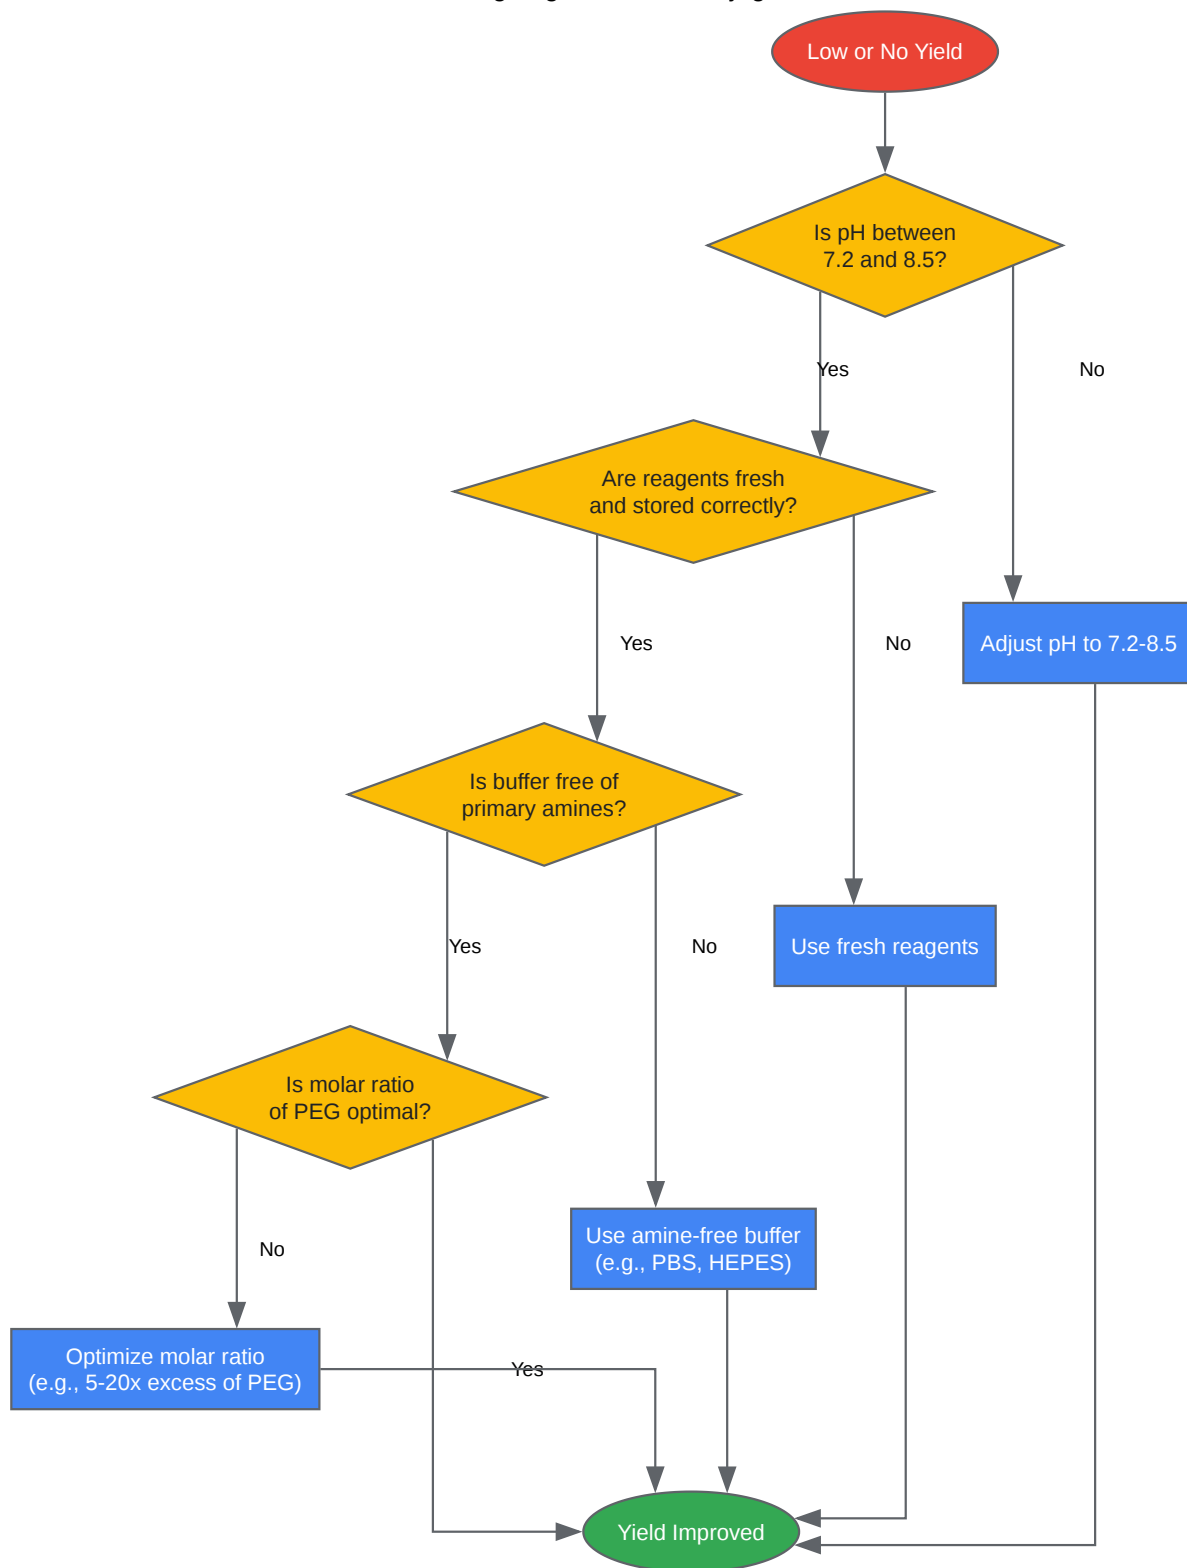 Low or No Yield
Is pH between
7.2 and 8.5?
Yes
No
Are reagents fresh
and stored correctly?
Yes
No
Adjust pH to 7.2-8.5
Is buffer free of
primary amines?
Yes
No
Use fresh reagents
Is molar ratio
of PEG optimal?
No
Use amine-free buffer
(e.g., PBS, HEPES)
Optimize molar ratio
(e.g., 5-20x excess of PEG)
Yes
Yield Improved